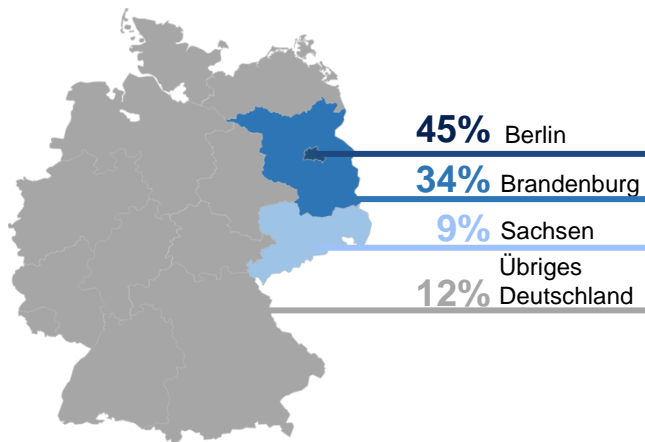 45% Berlin
34% Brandenburg
9% Sachsen
Übriges
12% Deutschland